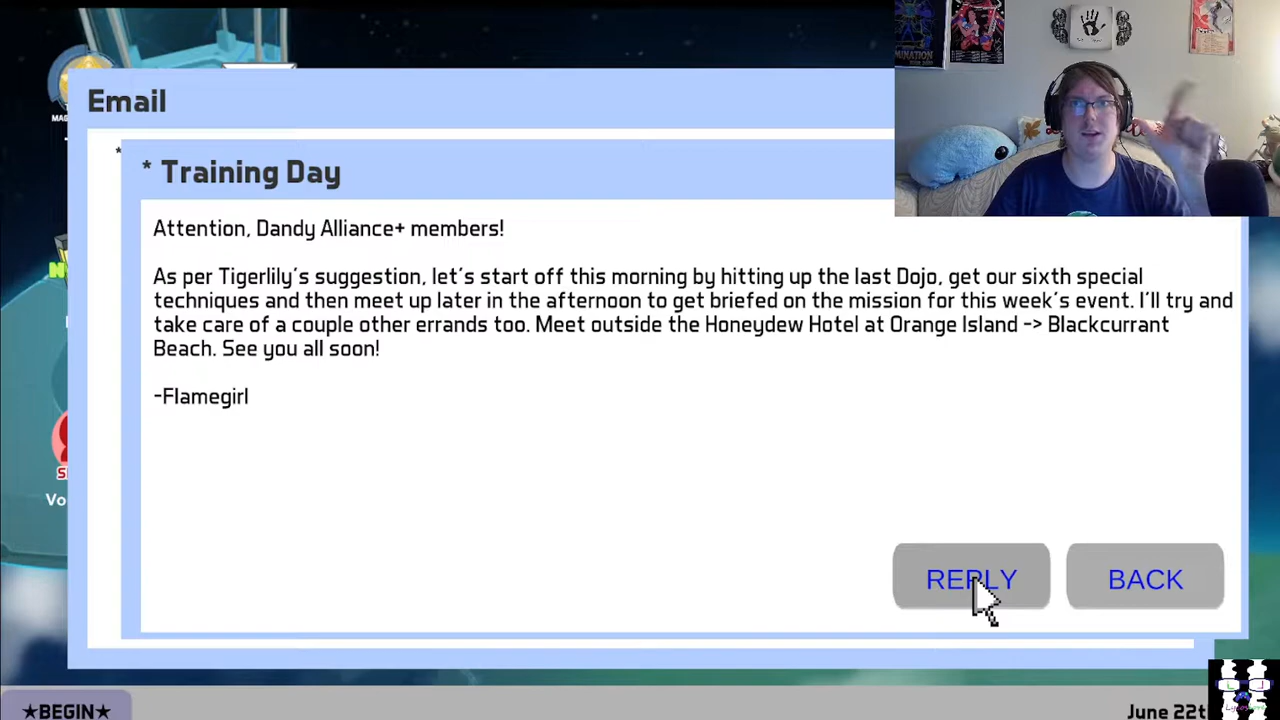 Email
* Training Day
Attention, Dandy Alliance+ members!
As per Tigerlily's suggestion, let's start off this morning by hitting up the last Dojo, get our sixth special
techniques and then meet up later in the afternoon to get briefed on the mission for this week's event. I'll try and
take care of a couple other errands too. Meet outside the Honeydew Hotel at Orange Island -> Blackcurrant
Beach. See you all soon!
-Flamegirl
REPLY
BACK
Vo
★BEGIN★
June 22t